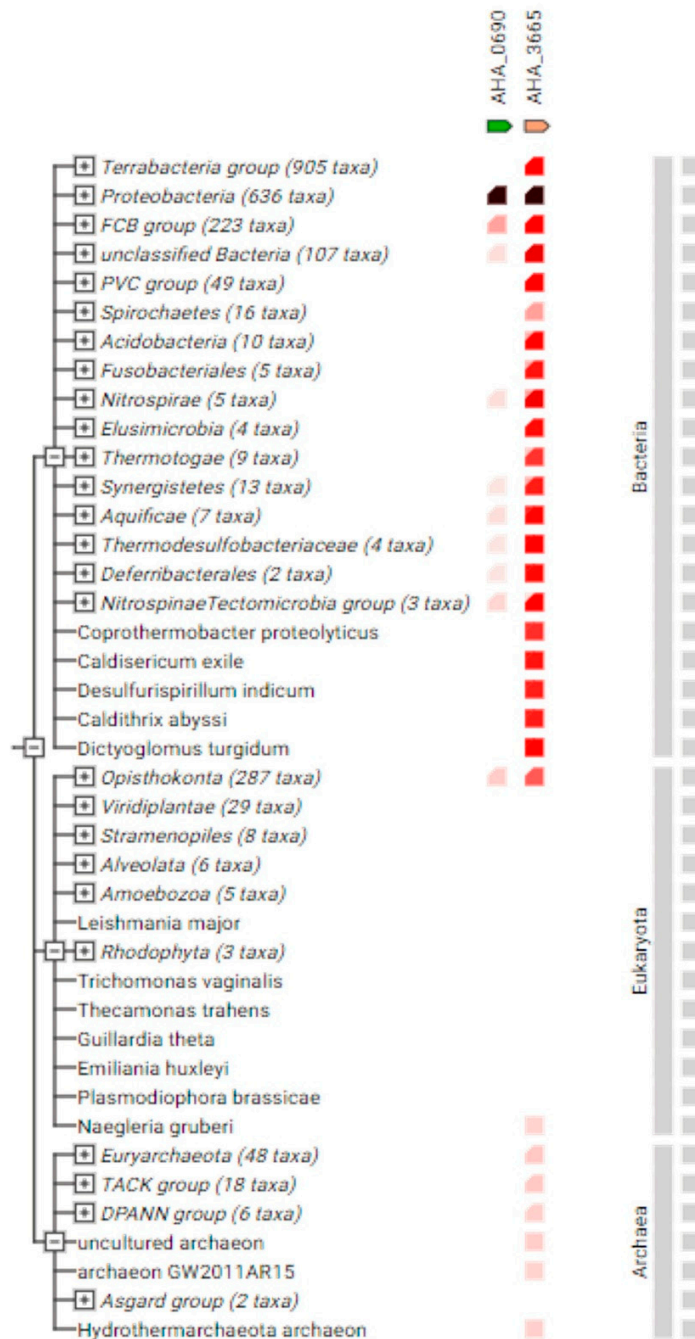 AHA_0690
AHA_3665
Terrabacteria group (905 taxa)
Proteobacteria (636 taxa)
FCB group (223 taxa)
unclassified Bacteria (107 taxa)
PVC group (49 taxa)
Spirochaetes (16 taxa)
Acidobacteria (10 taxa)
Fusobacteriales (5 taxa)
Nitrospirae (5 taxa)
Elusimicrobia (4 taxa)
Thermotogae (9 taxa)
Synergistetes (13 taxa)
Aquificae (7 taxa)
Thermodesulfobacteriaceae (4 taxa)
Deferribacterales (2 taxa)
NitrospinaeTectomicrobia group (3 taxa)
Coprothermobacter proteolyticus
Caldisericum exile
Desulfurispirillum indicum
Caldithrix abyssi
Dictyoglomus turgidum
Bacteria
Opisthokonta (287 taxa)
Viridiplantae (29 taxa)
Stramenopiles (8 taxa)
Alveolata (6 taxa)
Amoebozoa (5 taxa)
Leishmania major
Rhodophyta (3 taxa)
Trichomonas vaginalis
Thecamonas trahens
Guillardia theta
Emiliania huxleyi
Plasmodiophora brassicae
Naegleria gruberi
Eukaryota
Euryarchaeota (48 taxa)
TACK group (18 taxa)
DPANN group (6 taxa)
uncultured archaeon
archaeon GW2011AR15
Asgard group (2 taxa)
Hydrothermarchaeota archaeon
Archaea